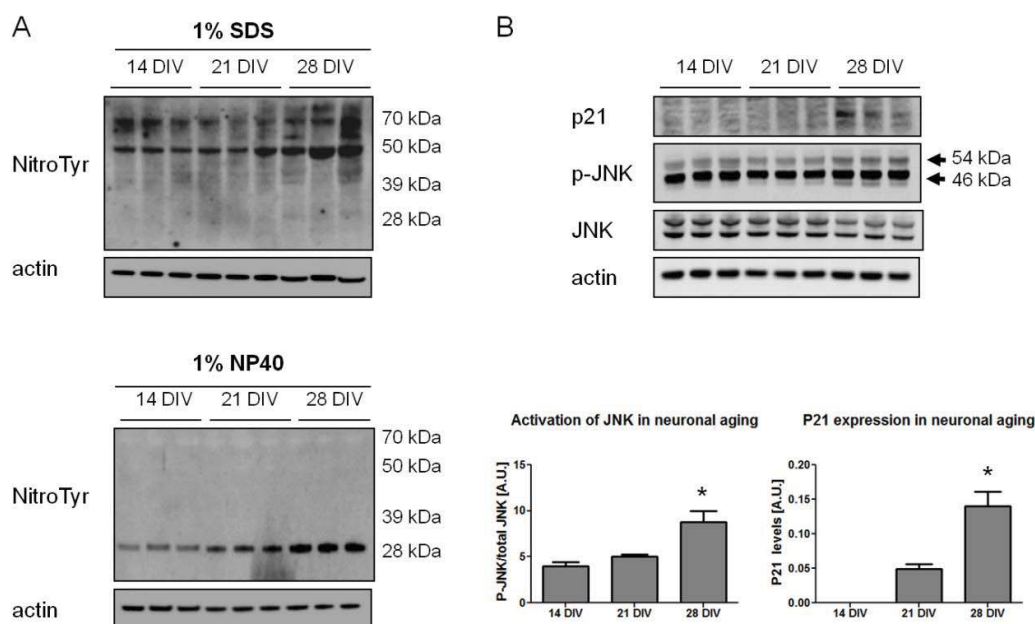 A
1% SDS
14 DIV 21 DIV 28 DIV
NitroTyr
70 kDa
50 kDa
39 kDa
28 kDa
actin
1% NP40
14 DIV 21 DIV 28 DIV
NitroTyr
70 kDa
50 kDa
39 kDa
28 kDa
actin
B
14 DIV 21 DIV 28 DIV
p21
p-JNK
54 kDa
46 kDa
JNK
actin
Activation of JNK in neuronal aging
P-JNK/total JNK [A.U.]
15
10
5
0
*
14 DIV 21 DIV 28 DIV
P21 expression in neuronal aging
P21 levels [A.U.]
0.20
0.15
0.10
0.05
0.00
*
14 DIV 21 DIV 28 DIV